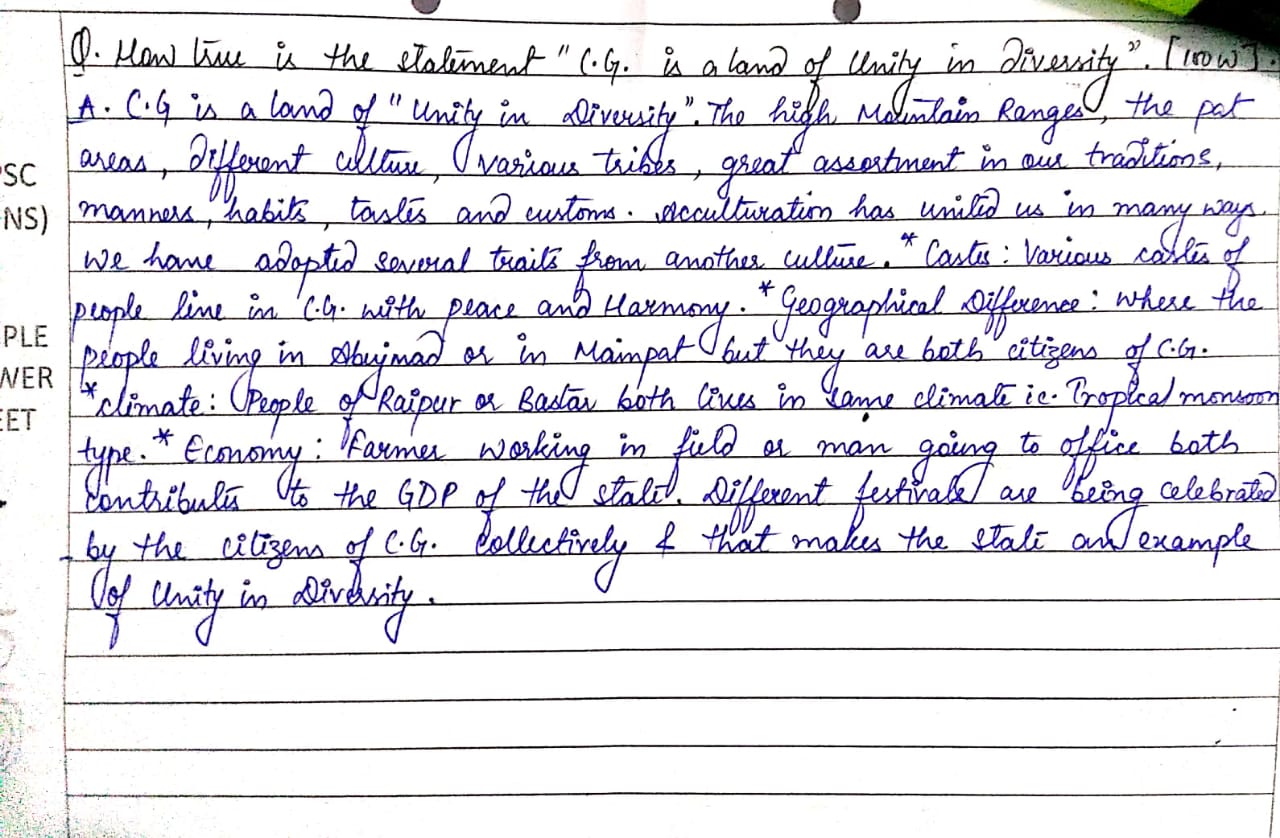 Q. How true is the statement "C.G. is a land of Unity in Diversity". [100 W].
A. C.G is a land of "Unity in Diversity". The high Mountain Ranges, the pat
areas, Different culture, various tribes, great assortment in our traditions,
manners, habits, tastes and customs. Acculturation has united us in many ways.
We have adopted several traits from another culture. * Castes : Various castes of
people live in C.G. with peace and Harmony. * Geographical Difference : Where the
people living in Abujmad or in Mainpat but they are both citizens of C.G.
* climate : People of Raipur or Bastar both lives in same climate ie. Tropical monsoon
type. * Economy : Farmer working in field or man going to office both
Contributes to the GDP of the state. Different festivals are being celebrated
by the citizens of C.G. Collectively & that makes the State an example
of Unity in Diversity.
SC
NS)
PLE
WER
EET